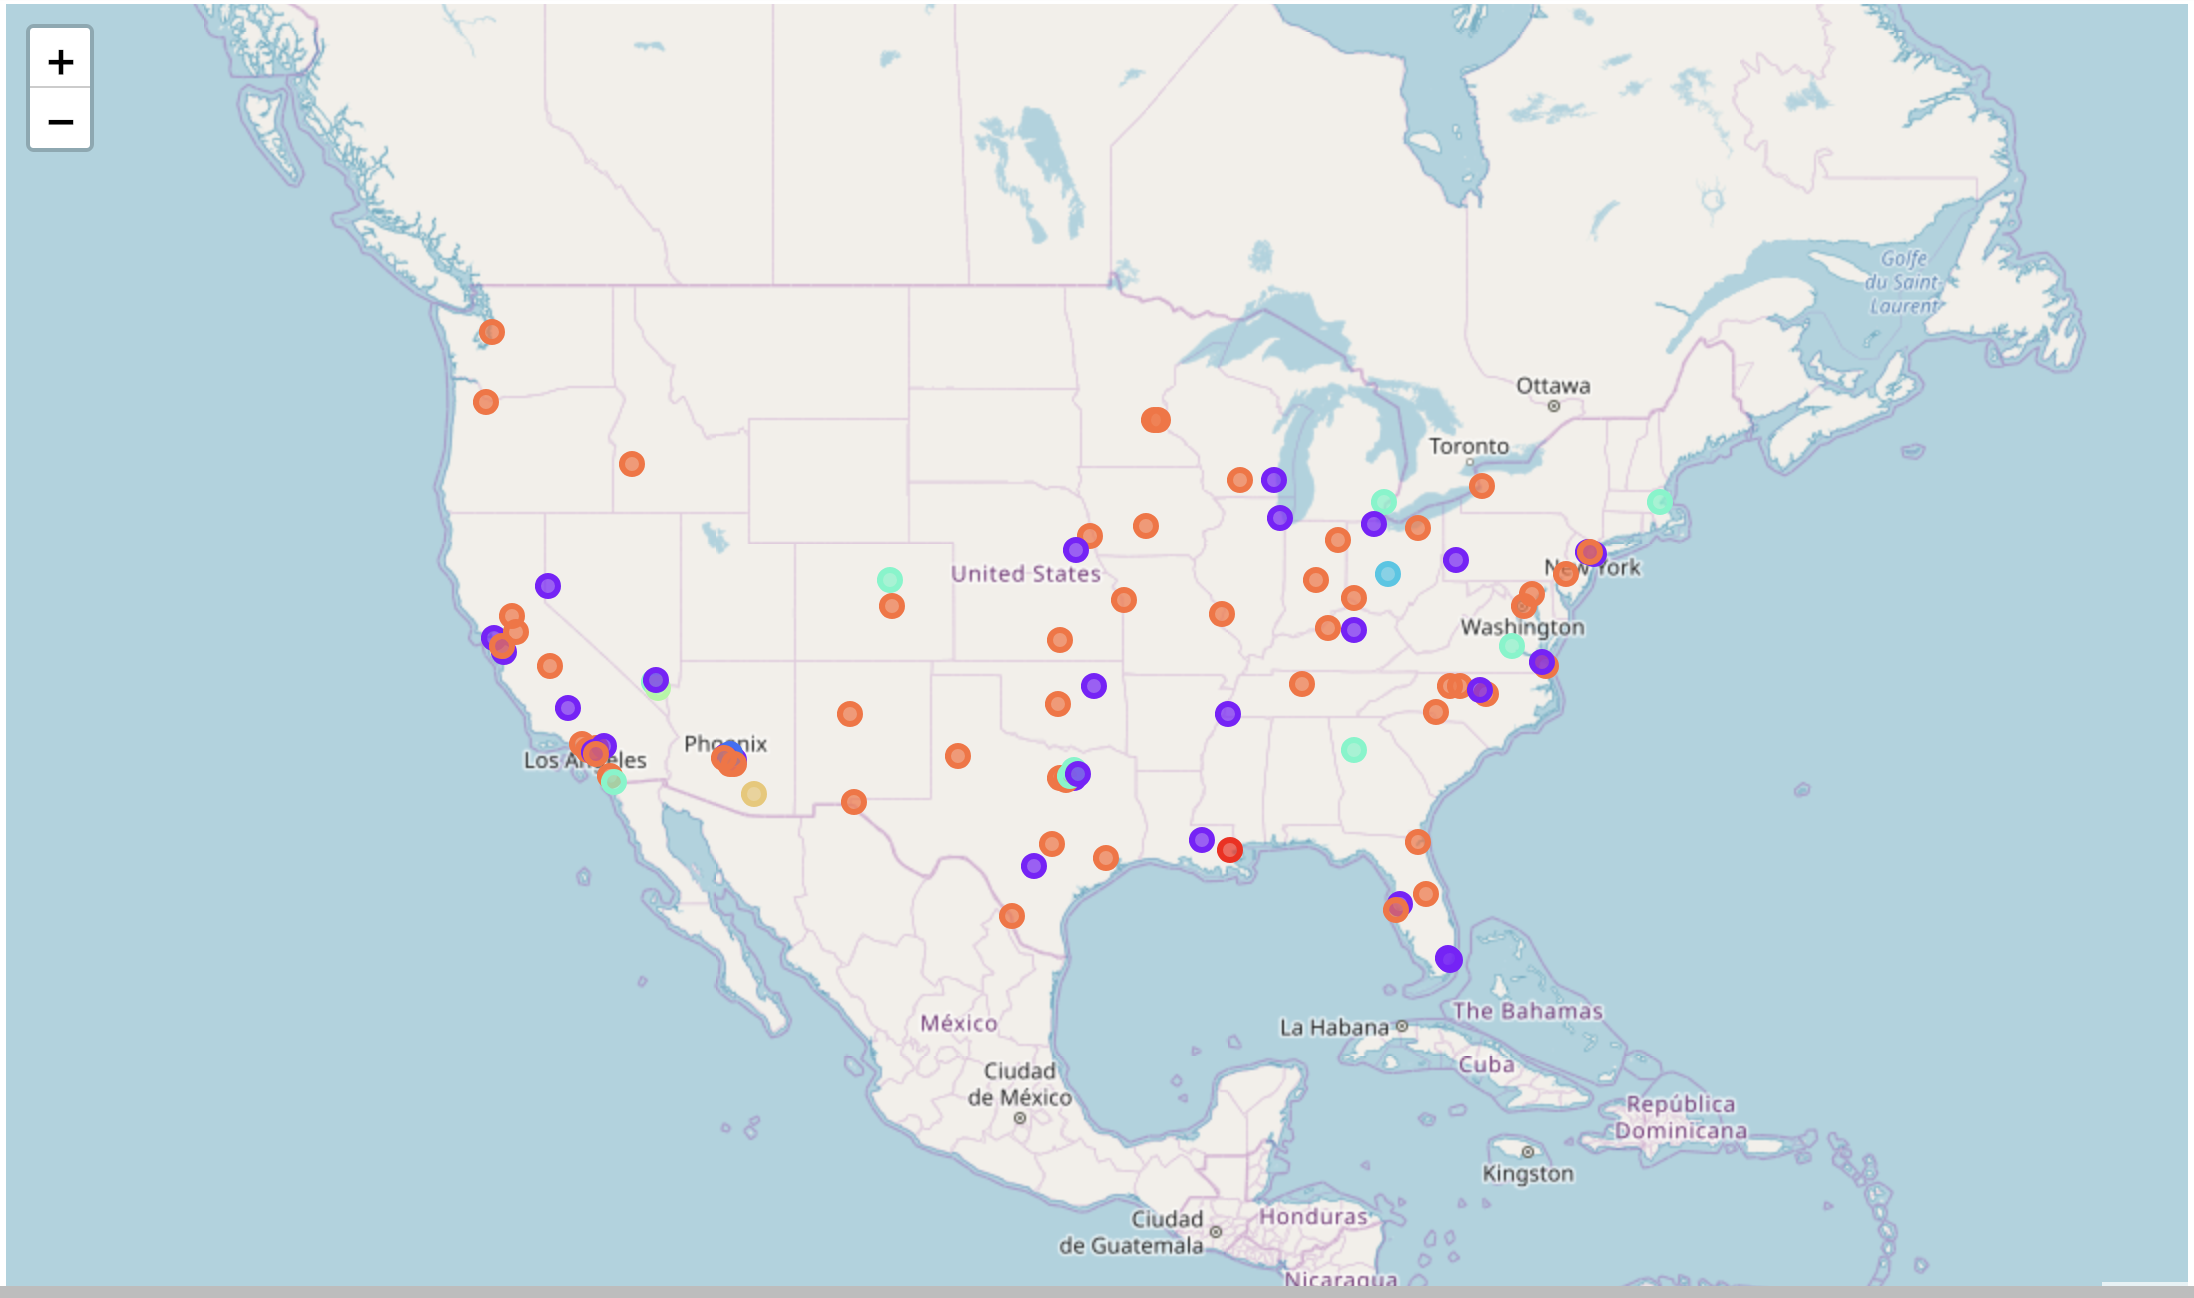 +
−
Golfe
du Saint-
Laurent
Ottawa
Toronto
United States
New York
Washington
Phoenix
Los Angeles
México
The Bahamas
La Habana
Cuba
Ciudad
de México
República
Dominicana
Kingston
Ciudad
de Guatemala
Honduras
Nicaragua